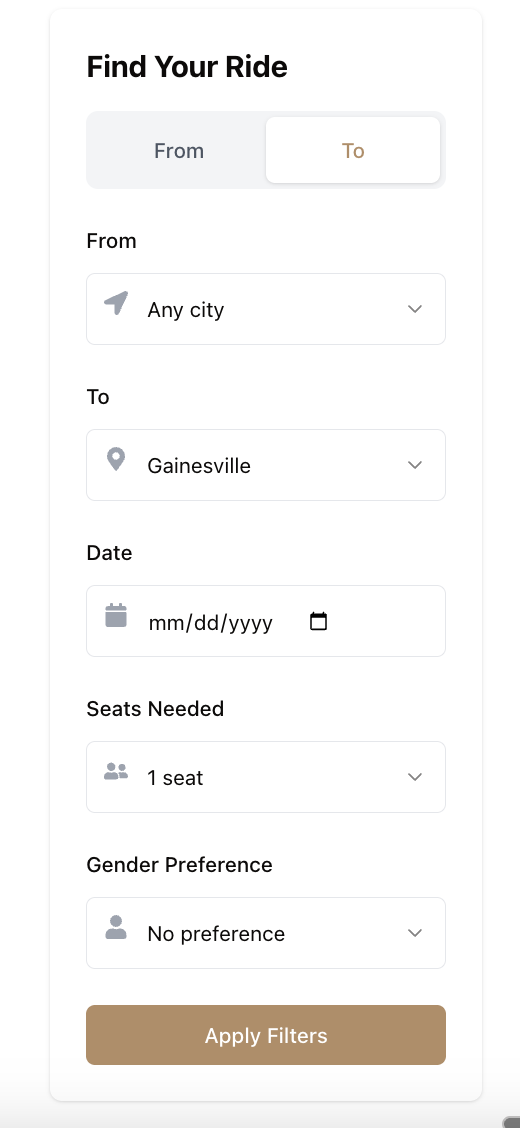 Find Your Ride
From To
From
Any city
To
Gainesville
Date
mm/dd/yyyy
Seats Needed
1 seat
Gender Preference
No preference
Apply Filters